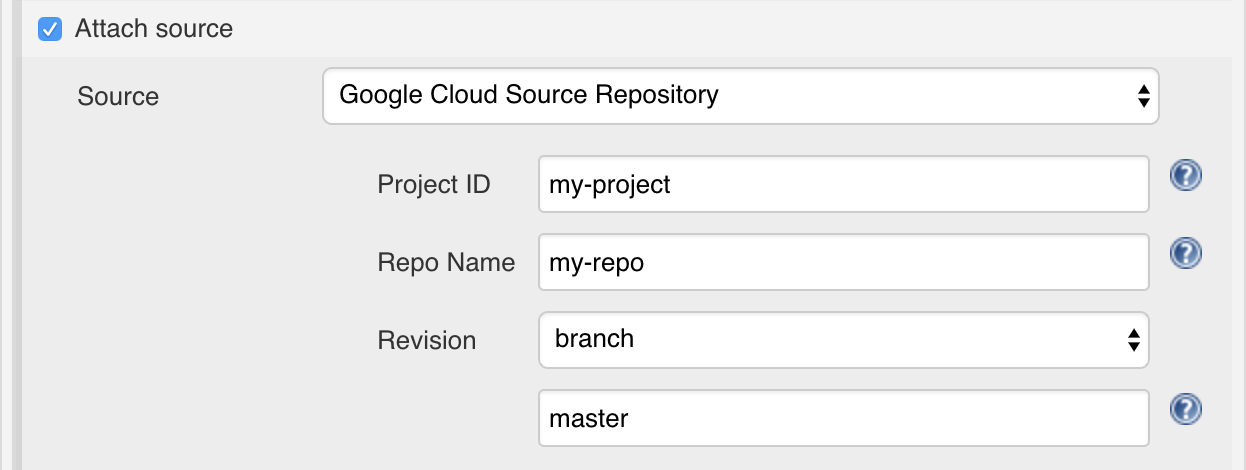 Attach source
Source Google Cloud Source Repository
Project ID my-project ?
Repo Name my-repo ?
Revision branch
master ?